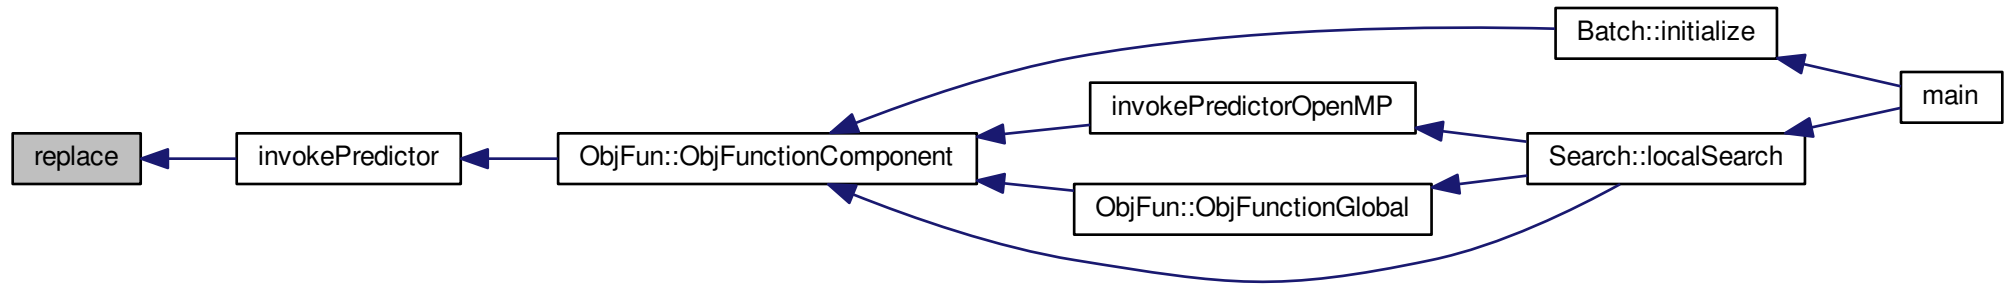 replace
invokePredictor
ObjFun::ObjFunctionComponent
Batch::initialize
invokePredictorOpenMP
ObjFun::ObjFunctionGlobal
Search::localSearch
main